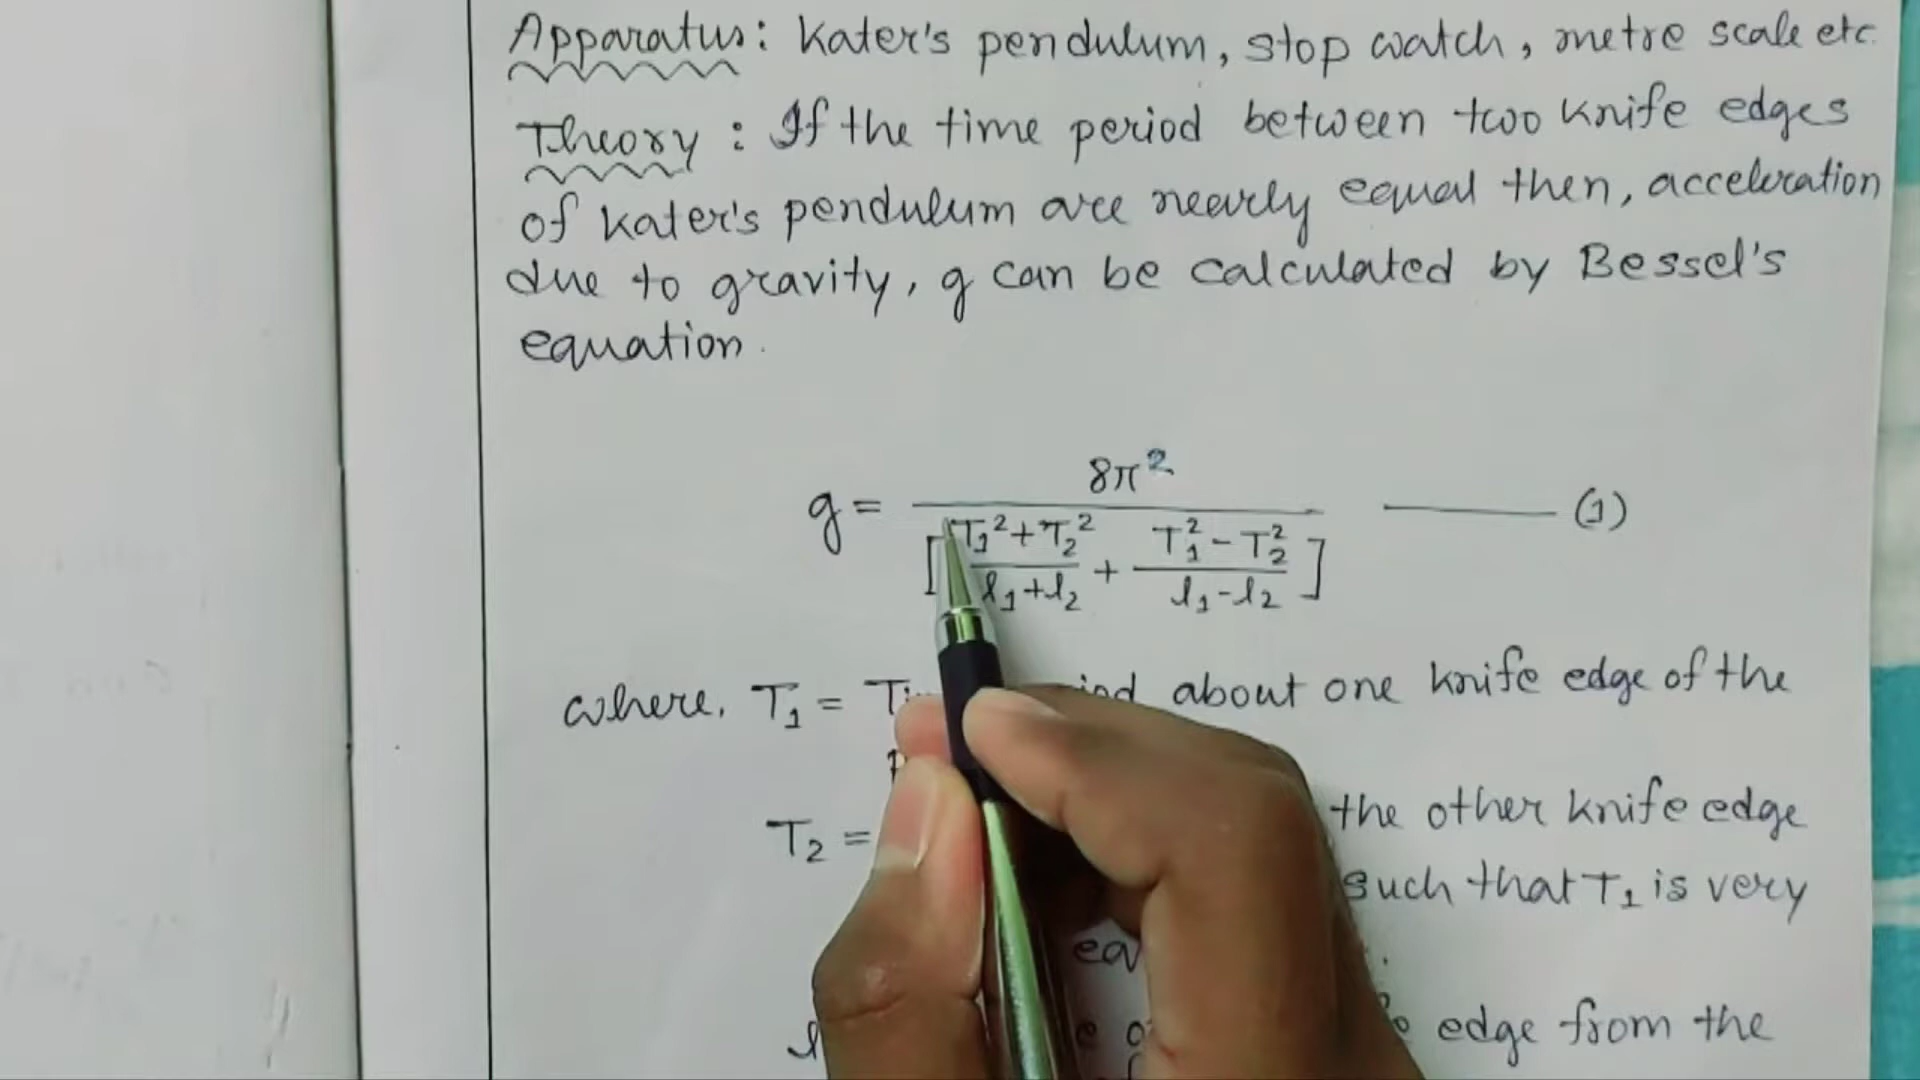 Apparatus: Kater's pendulum, stop watch, metre scale etc.
Theory: If the time period between two knife edges
of Kater's pendulum are nearly equal then, acceleration
due to gravity, g can be calculated by Bessel's
equation.
g = 8π² / [ (T₁² + T₂²)/(l₁ + l₂) + (T₁² - T₂²)/(l₁ - l₂) ] (1)
where, T₁ = about one knife edge of the
T₂ = the other knife edge
such that T₁ is very
edge from the